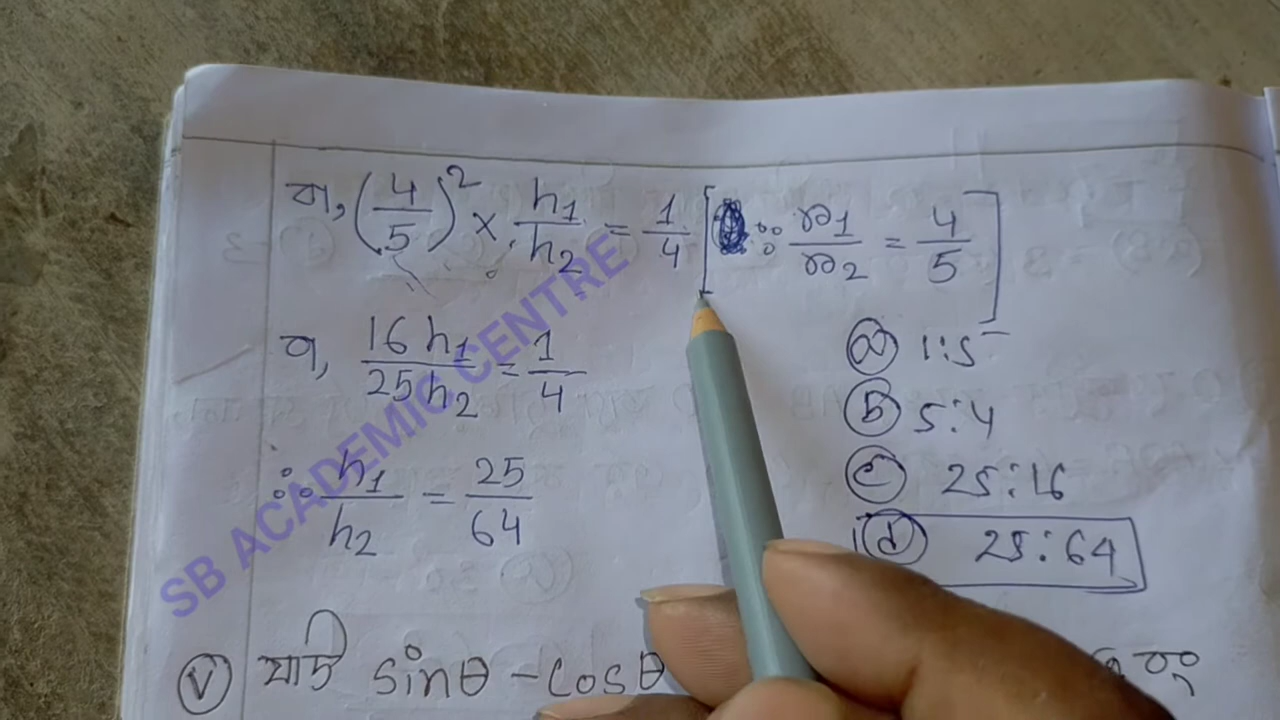 বা, (4/5)² × h₁/h₂ = 1/4 [∵ r₁/r₂ = 4/5]
বা, 16h₁/25h₂ = 1/4
∴ h₁/h₂ = 25/64
ⓐ 1:5
ⓑ 5:4
ⓒ 25:16
ⓓ 25:64
SB ACADEMIC CENTRE
Ⓥ যদি sinθ - cosθ